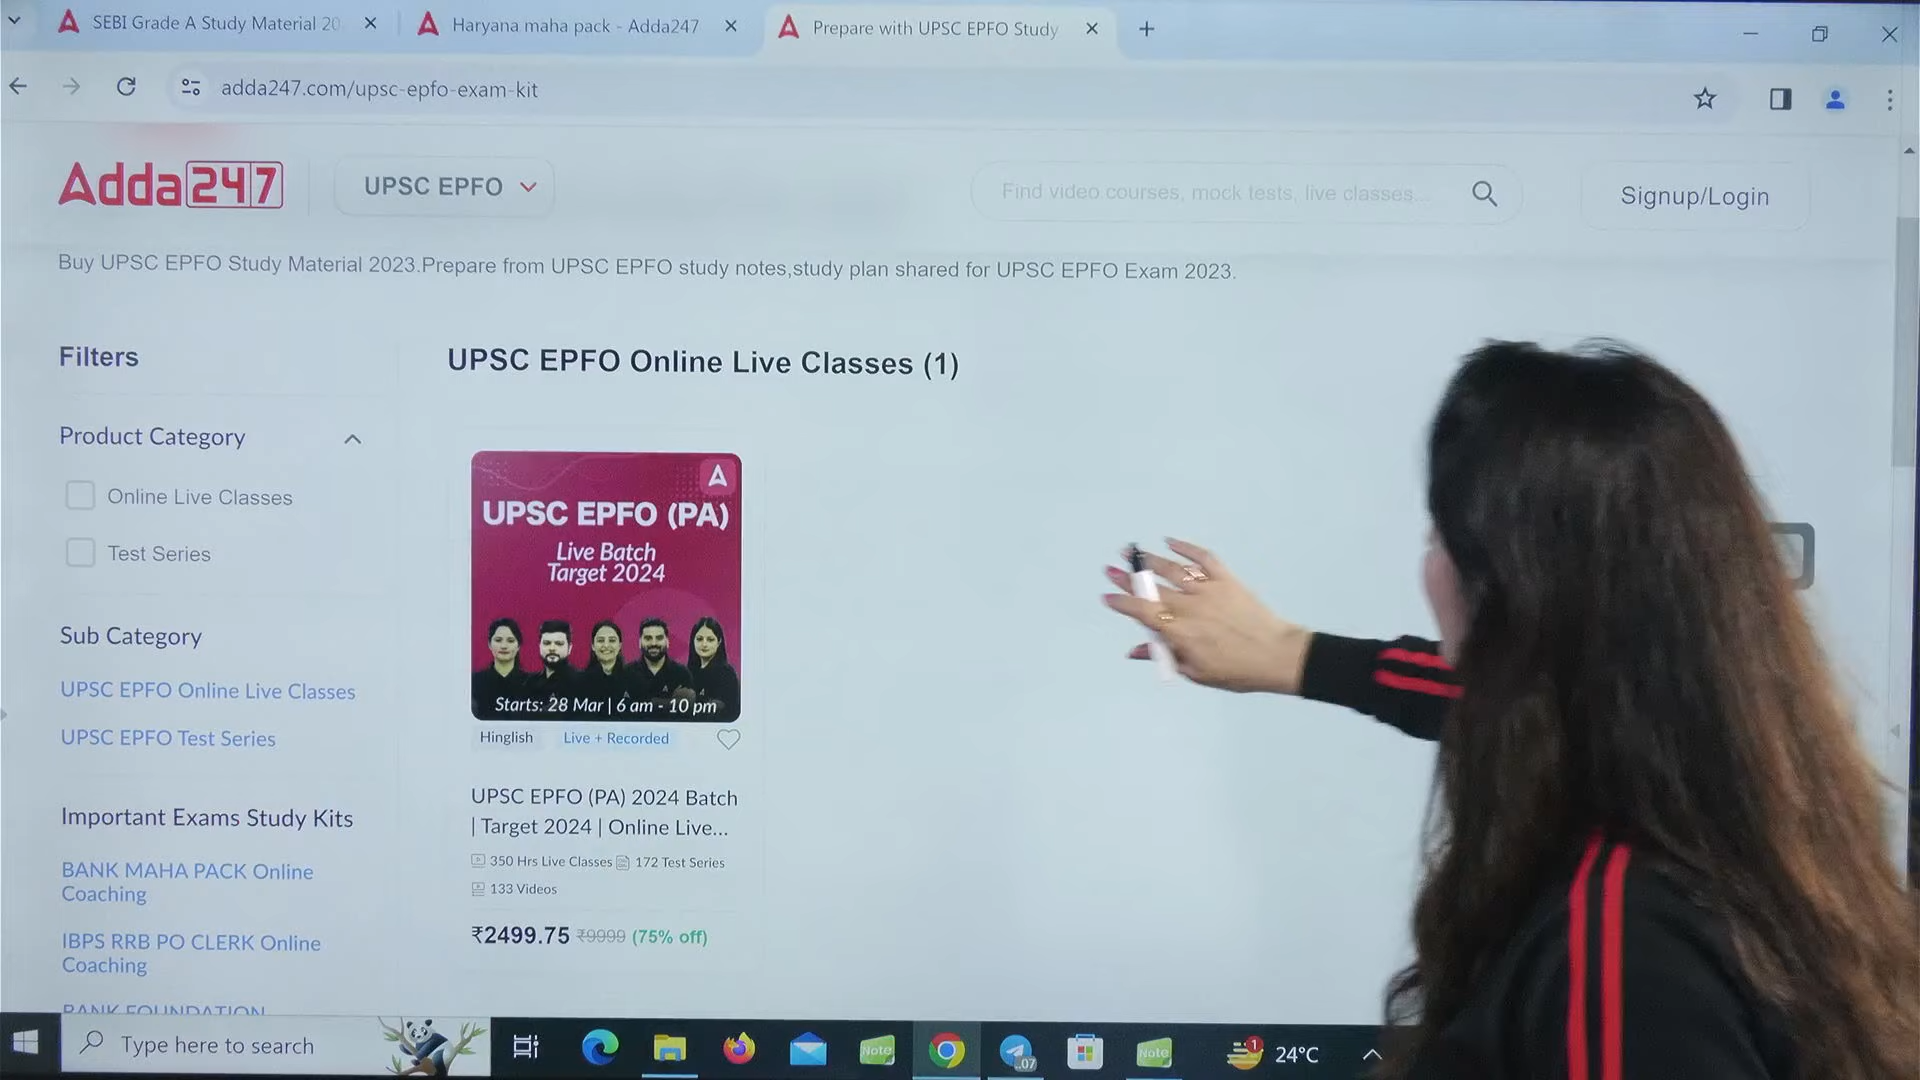 SEBI Grade A Study Material 20
Haryana maha pack - Adda247
Prepare with UPSC EPFO Study
adda247.com/upsc-epfo-exam-kit
Adda247
UPSC EPFO
Find video courses, mock tests, live classes...
Signup/Login
Buy UPSC EPFO Study Material 2023.Prepare from UPSC EPFO study notes,study plan shared for UPSC EPFO Exam 2023.
Filters
Product Category
Online Live Classes
Test Series
Sub Category
UPSC EPFO Online Live Classes
UPSC EPFO Test Series
Important Exams Study Kits
BANK MAHA PACK Online
Coaching
IBPS RRB PO CLERK Online
Coaching
BANK FOUNDATION
UPSC EPFO Online Live Classes (1)
UPSC EPFO (PA)
Live Batch
Target 2024
Starts: 28 Mar | 6 am - 10 pm
Hinglish
Live + Recorded
UPSC EPFO (PA) 2024 Batch
| Target 2024 | Online Live...
350 Hrs Live Classes 172 Test Series
133 Videos
₹2499.75 ₹9999 (75% off)
Type here to search
Note
.07
Note
1
24°C